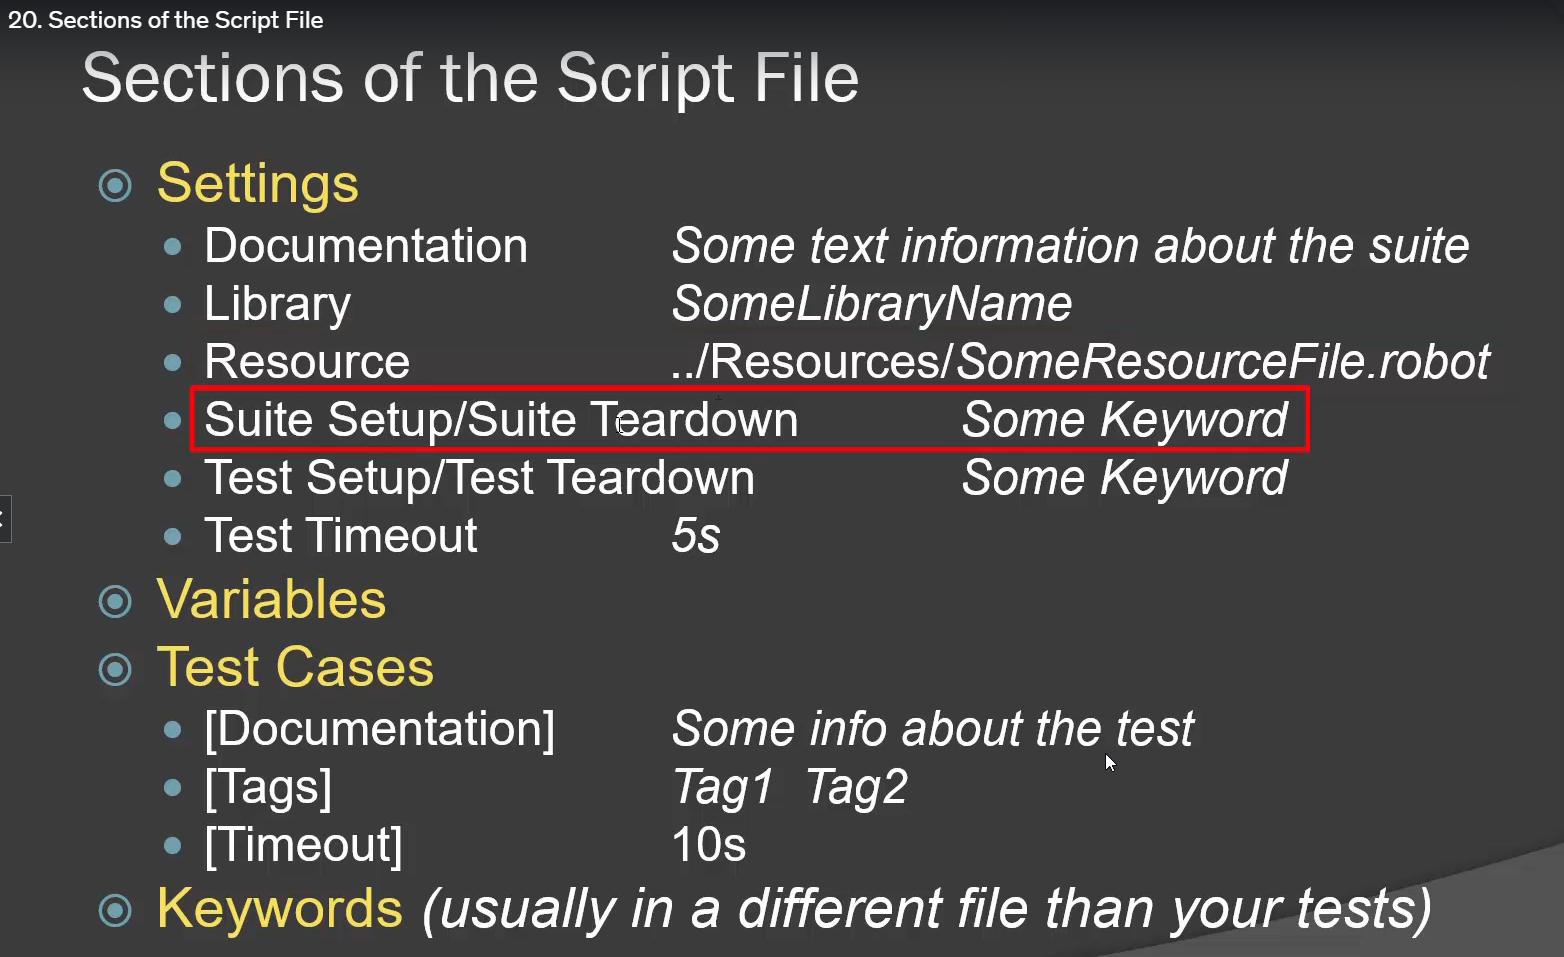 20. Sections of the Script File
Sections of the Script File
Settings
Documentation Some text information about the suite
Library SomeLibraryName
Resource ../Resources/SomeResourceFile.robot
Suite Setup/Suite Teardown Some Keyword
Test Setup/Test Teardown Some Keyword
Test Timeout 5s
Variables
Test Cases
[Documentation] Some info about the test
[Tags] Tag1 Tag2
[Timeout] 10s
Keywords (usually in a different file than your tests)